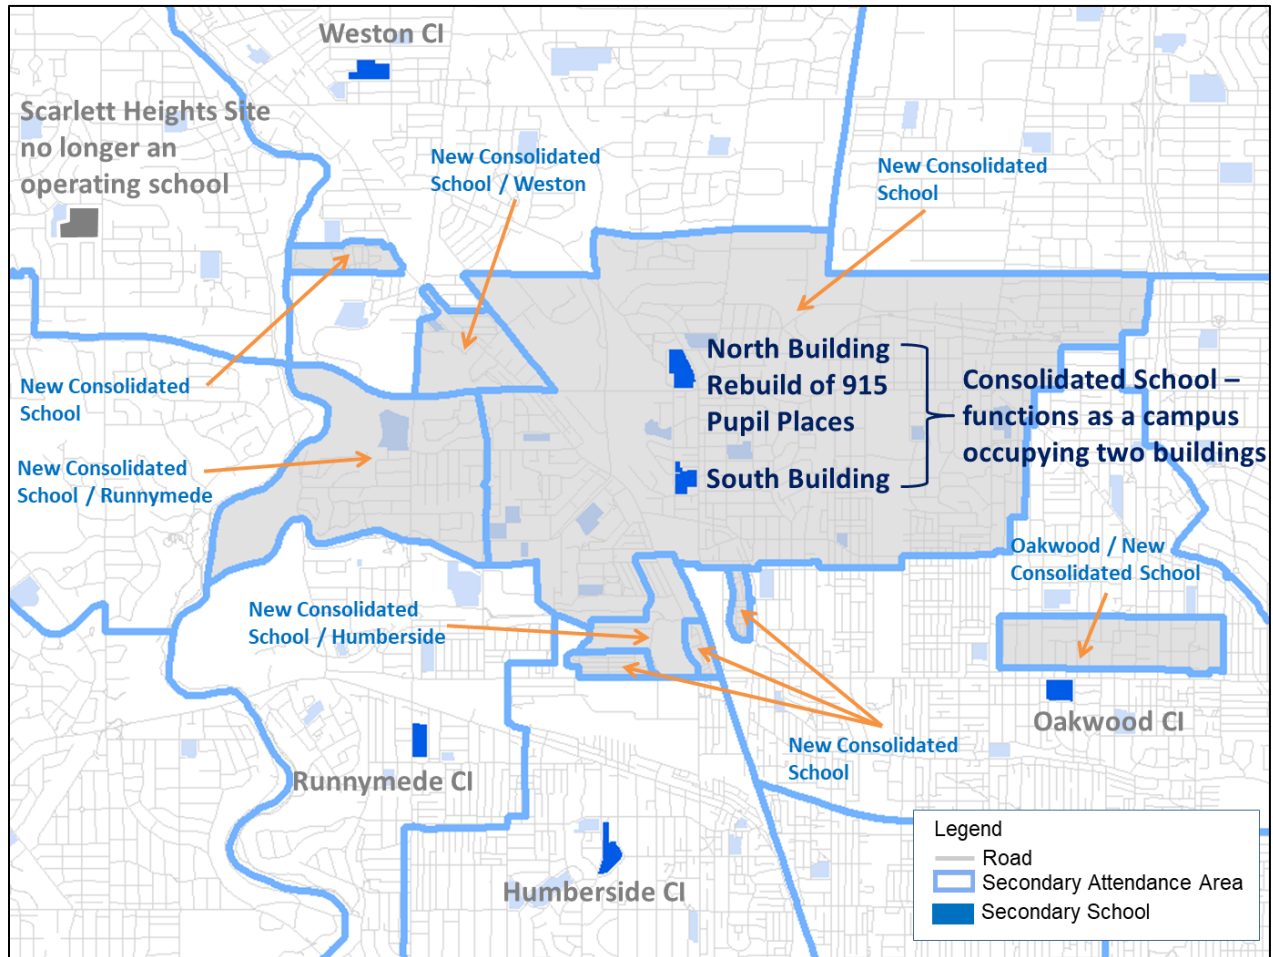 Weston CI
Scarlett Heights Site
no longer an
operating school
New Consolidated
School / Weston
New Consolidated
School
North Building
Rebuild of 915
Pupil Places
South Building
Consolidated School –
functions as a campus
occupying two buildings
New Consolidated
School
New Consolidated
School / Runnymede
Oakwood / New
Consolidated School
New Consolidated
School / Humberside
Oakwood CI
New Consolidated
School
Runnymede CI
Humberside CI
Legend
Road
Secondary Attendance Area
Secondary School